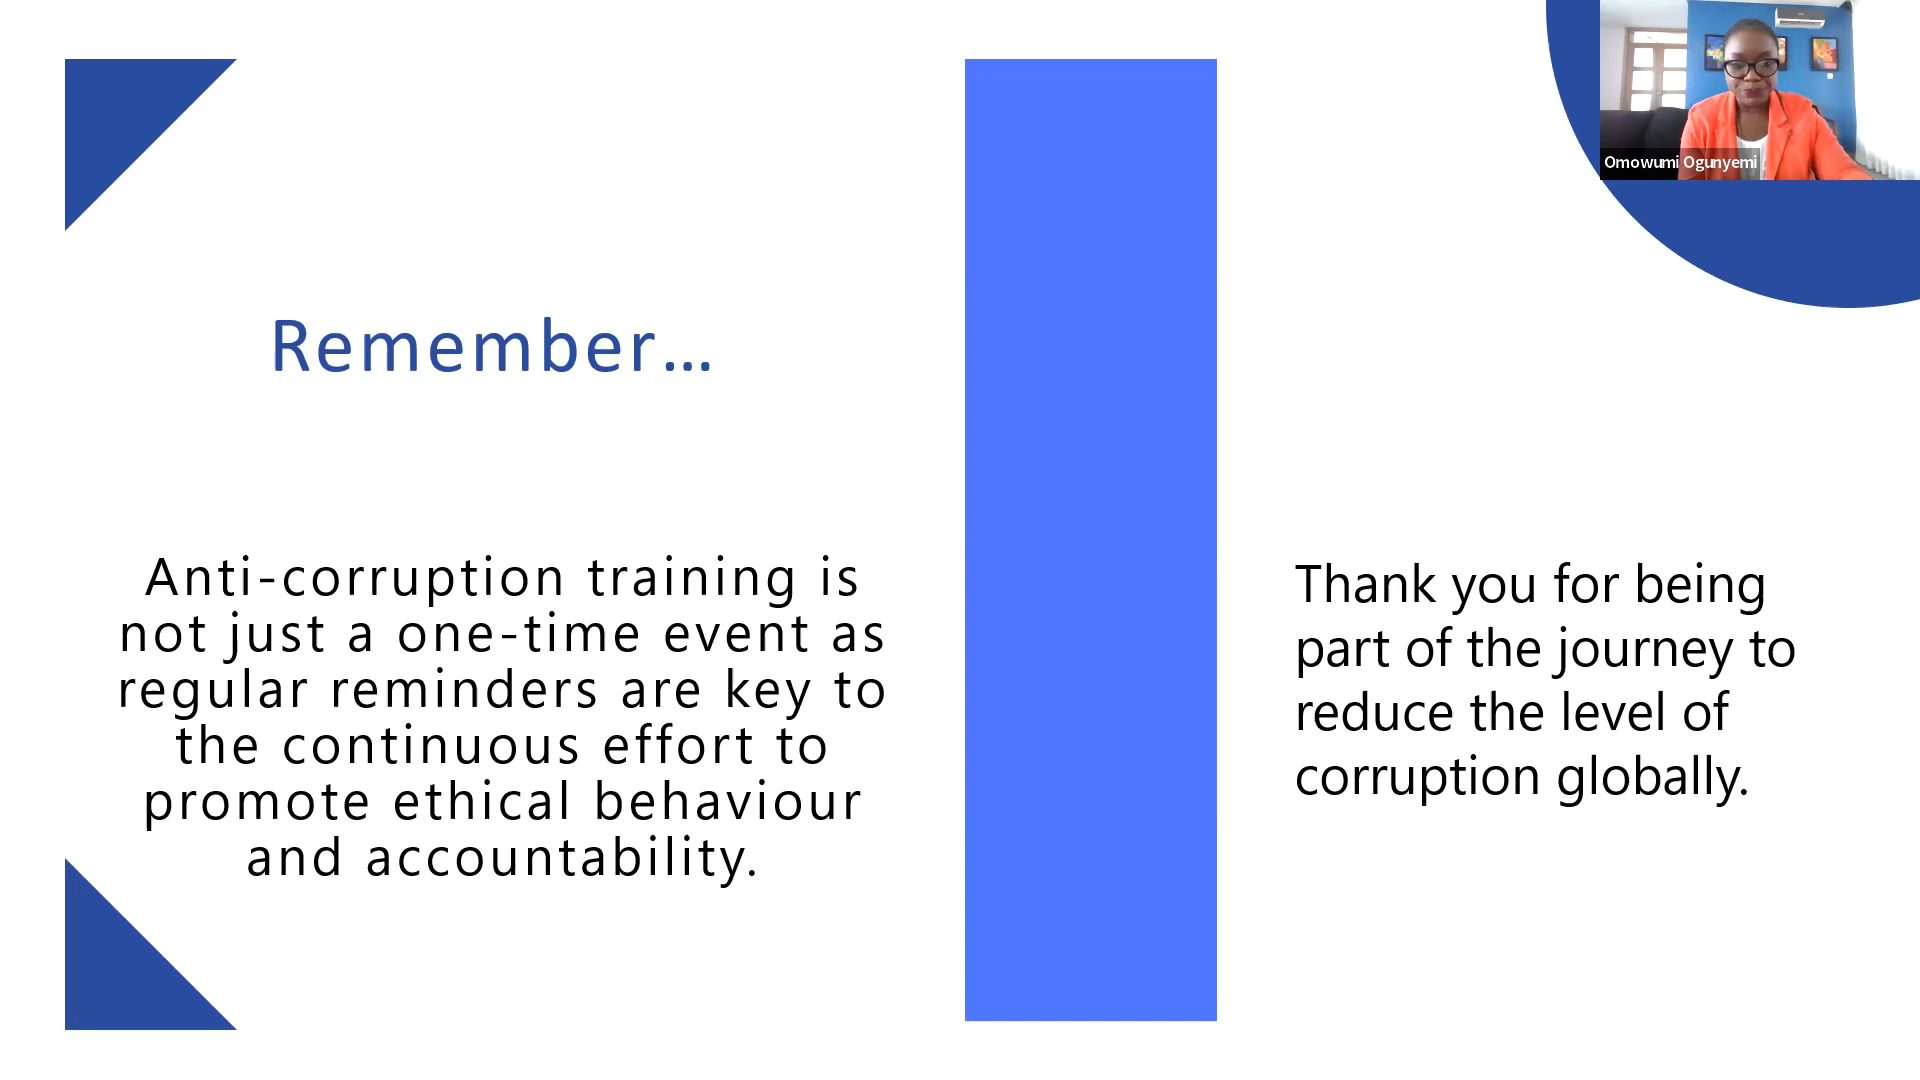 Omowumi Ogunyemi
Remember...
Anti-corruption training is
not just a one-time event as
regular reminders are key to
the continuous effort to
promote ethical behaviour
and accountability.
Thank you for being
part of the journey to
reduce the level of
corruption globally.